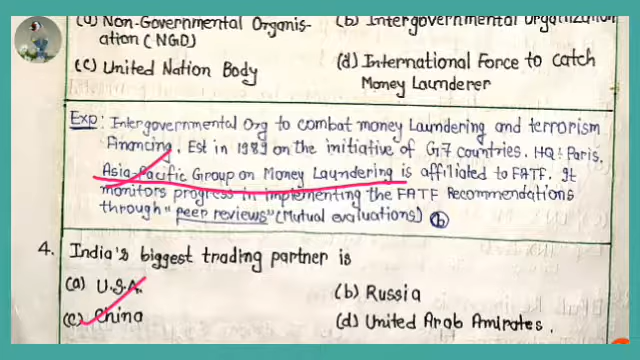 (a) Non-Governmental Organis- (b) Intergovernmental Organization
ation (NGO)
(c) United Nation Body (d) International Force to catch
Money Launderer
Exp: Intergovernmental Org to combat money Laundering and terrorism
Financing. Est in 1989 on the initiative of G7 countries. HQ: Paris.
Asia-Pacific Group on Money Laundering is affiliated to FATF. It
monitors progress in implementing the FATF Recommendations
through "peer reviews" (Mutual evaluations) (b)
4. India's biggest trading partner is
(a) U.S.A. (b) Russia
(c) China (d) United Arab Amirates.